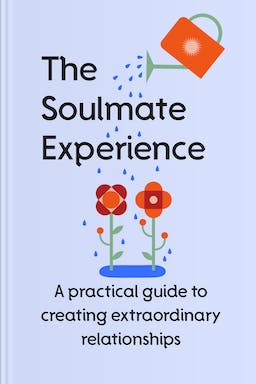 The
Soulmate
Experience
A practical guide to
creating extraordinary
relationships